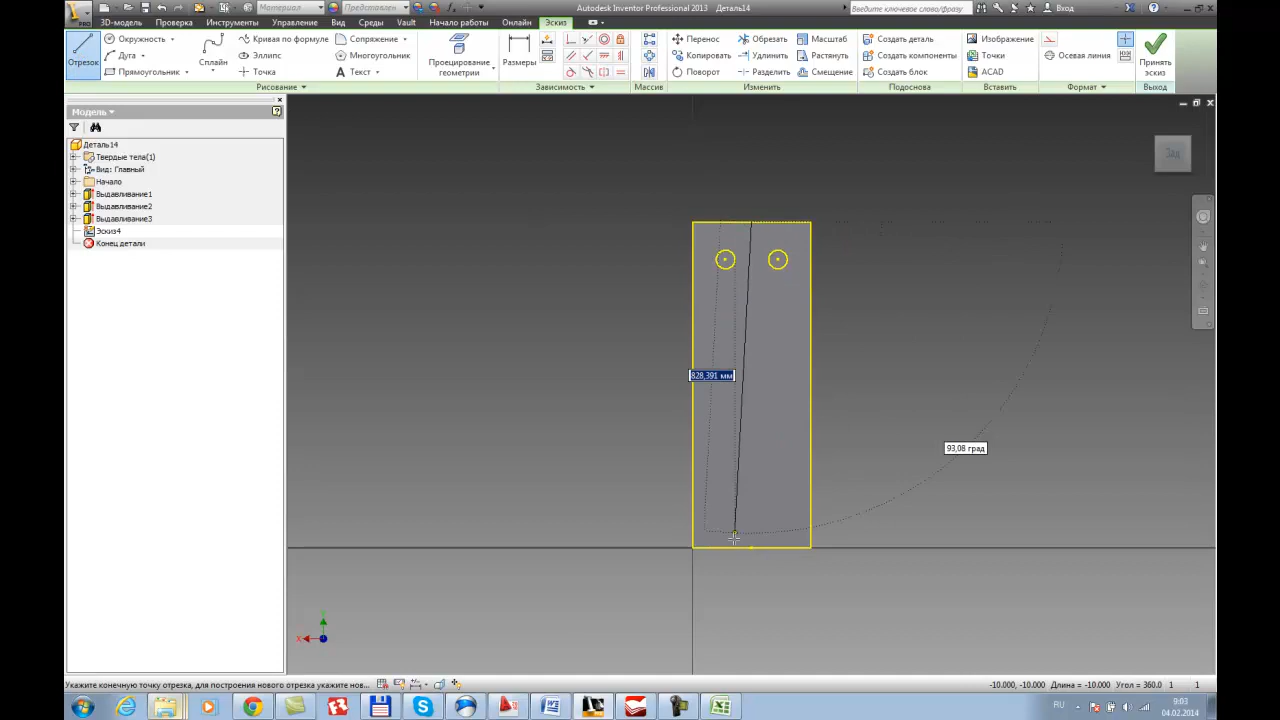 Материал
Представлен
Autodesk Inventor Professional 2013 Деталь14
Введите ключевое слово/фразу
Вход
PRO
3D-модель
Проверка
Инструменты
Управление
Вид
Среды
Vault
Начало работы
Онлайн
Эскиз
Отрезок
Окружность
Дуга
Прямоугольник
Сплайн
Кривая по формуле
Эллипс
Точка
Сопряжение
Многоугольник
Текст
Проецирование
геометрии
Размеры
Перенос
Копировать
Поворот
Обрезать
Удлинить
Разделить
Масштаб
Растянуть
Смещение
Создать деталь
Создать компоненты
Создать блок
Изображение
Точки
ACAD
Осевая линия
Принять
эскиз
Рисование
Зависимость
Массив
Изменить
Подоснова
Вставить
Формат
Выход
Модель
Деталь14
Твердые тела(1)
Вид: Главный
Начало
Выдавливание1
Выдавливание2
Выдавливание3
Эскиз4
Конец детали
Зад
828,391 мм
93,08 град
X
Укажите конечную точку отрезка, для построения нового отрезка укажите нов...
-10.000, -10.000 Длина = -10.000 Угол = 360.0 1 1
RU
9:03
04.02.2014